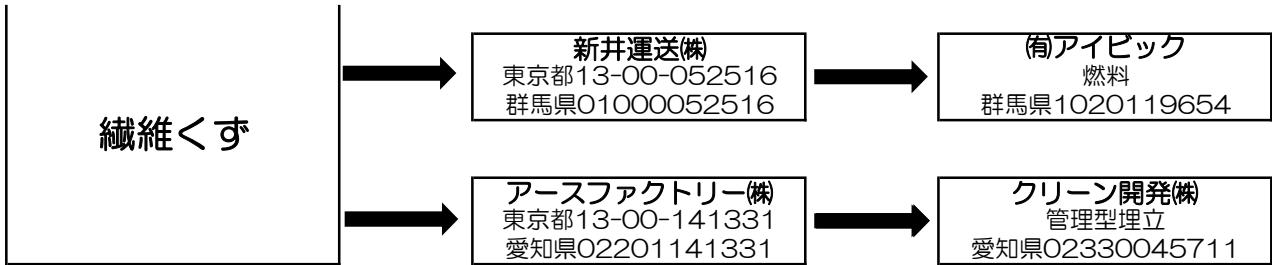 繊維くず
新井運送㈱
東京都13-00-052516
群馬県01000052516
㈲アイビック
燃料
群馬県1020119654
アースファクトリー㈱
東京都13-00-141331
愛知県02201141331
クリーン開発㈱
管理型埋立
愛知県02330045711